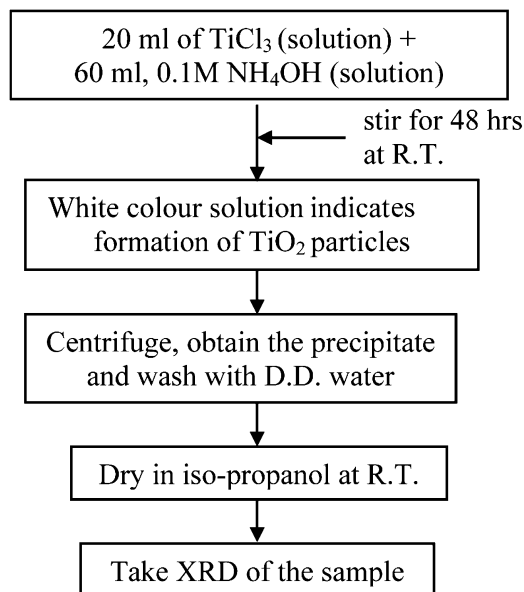 20 ml of TiCl₃ (solution) +
60 ml, 0.1M NH₄OH (solution)
stir for 48 hrs
at R.T.
White colour solution indicates
formation of TiO₂ particles
Centrifuge, obtain the precipitate
and wash with D.D. water
Dry in iso-propanol at R.T.
Take XRD of the sample